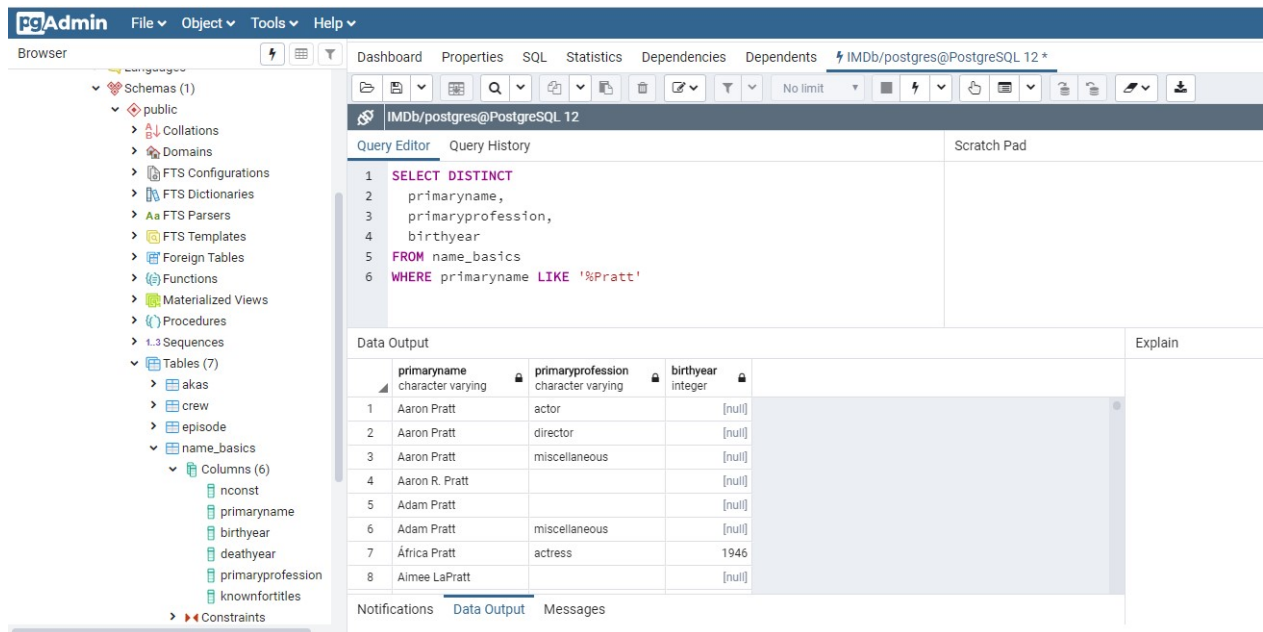 pgAdmin File Object Tools Help
Browser
Dashboard Properties SQL Statistics Dependencies Dependents IMDb/postgres@PostgreSQL 12 *
No limit
IMDb/postgres@PostgreSQL 12
Query Editor Query History
Scratch Pad
Languages
Schemas (1)
public
Collations
Domains
FTS Configurations
FTS Dictionaries
Aa FTS Parsers
FTS Templates
Foreign Tables
Functions
Materialized Views
Procedures
1..3 Sequences
Tables (7)
akas
crew
episode
name_basics
Columns (6)
nconst
primaryname
birthyear
deathyear
primaryprofession
knownfortitles
Constraints
1 SELECT DISTINCT
2 primaryname,
3 primaryprofession,
4 birthyear
5 FROM name_basics
6 WHERE primaryname LIKE '%Pratt'
Data Output
Explain
primaryname primaryprofession birthyear
character varying character varying integer
1 Aaron Pratt actor [null]
2 Aaron Pratt director [null]
3 Aaron Pratt miscellaneous [null]
4 Aaron R. Pratt [null]
5 Adam Pratt [null]
6 Adam Pratt miscellaneous [null]
7 África Pratt actress 1946
8 Aimee LaPratt [null]
Notifications Data Output Messages